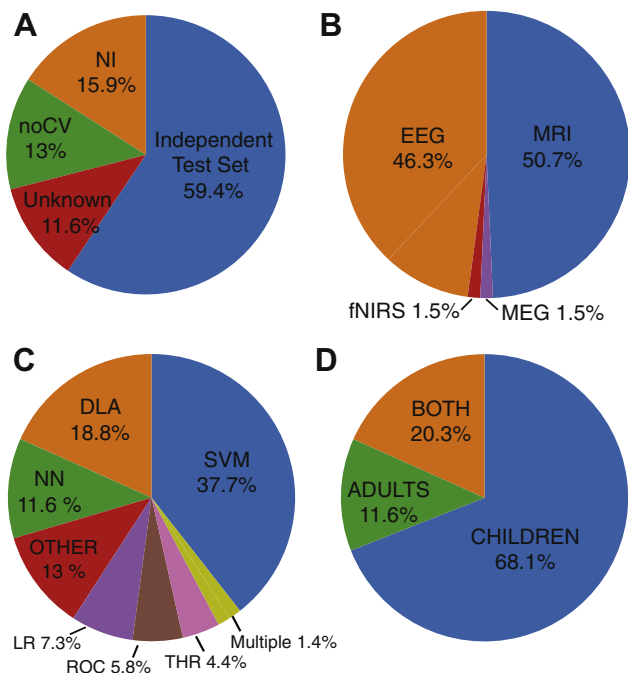 A
NI
15.9%
noCV
13%
Unknown
11.6%
Independent
Test Set
59.4%
B
EEG
46.3%
MRI
50.7%
fNIRS 1.5%
MEG 1.5%
C
DLA
18.8%
SVM
37.7%
NN
11.6 %
OTHER
13 %
LR 7.3%
ROC 5.8%
THR 4.4%
Multiple 1.4%
D
BOTH
20.3%
ADULTS
11.6%
CHILDREN
68.1%